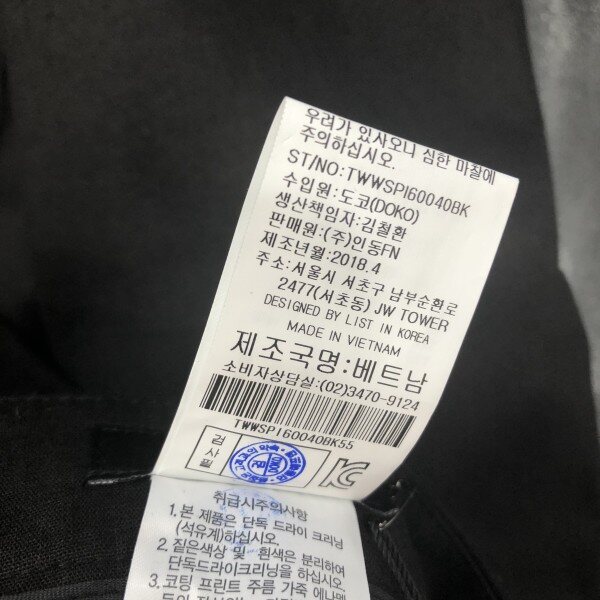 우려가 있사오니 심한 마찰에
주의하십시오.
ST/NO: TWWSPI60040BK
수입원: 도코(DOKO)
생산책임자: 김철환
판매원: (주)인동FN
제조년월: 2018.4
주소: 서울시 서초구 남부순환로
2477(서초동) JW TOWER
DESIGNED BY LIST IN KOREA
MADE IN VIETNAM
제조국명: 베트남
소비자상담실: (02)3470-9124
TWWSPI60040BK55
검사필
DOKO
취급시주의사항
1. 본 제품은 단독 드라이 크리닝
(석유계)하십시오.
2. 짙은색상 및 흰색은 분리하여
단독드라이크리닝을 하십시오.
3. 코팅 프린트 주름 가죽 에나멜